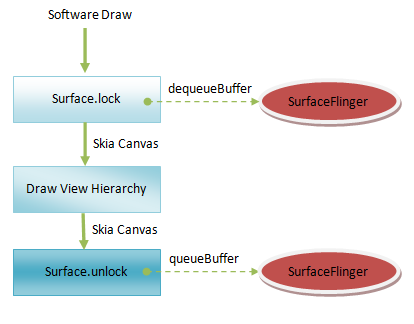 Software Draw
Surface.lock
dequeueBuffer
SurfaceFlinger
Skia Canvas
Draw View Hierarchy
Skia Canvas
Surface.unlock
queueBuffer
SurfaceFlinger